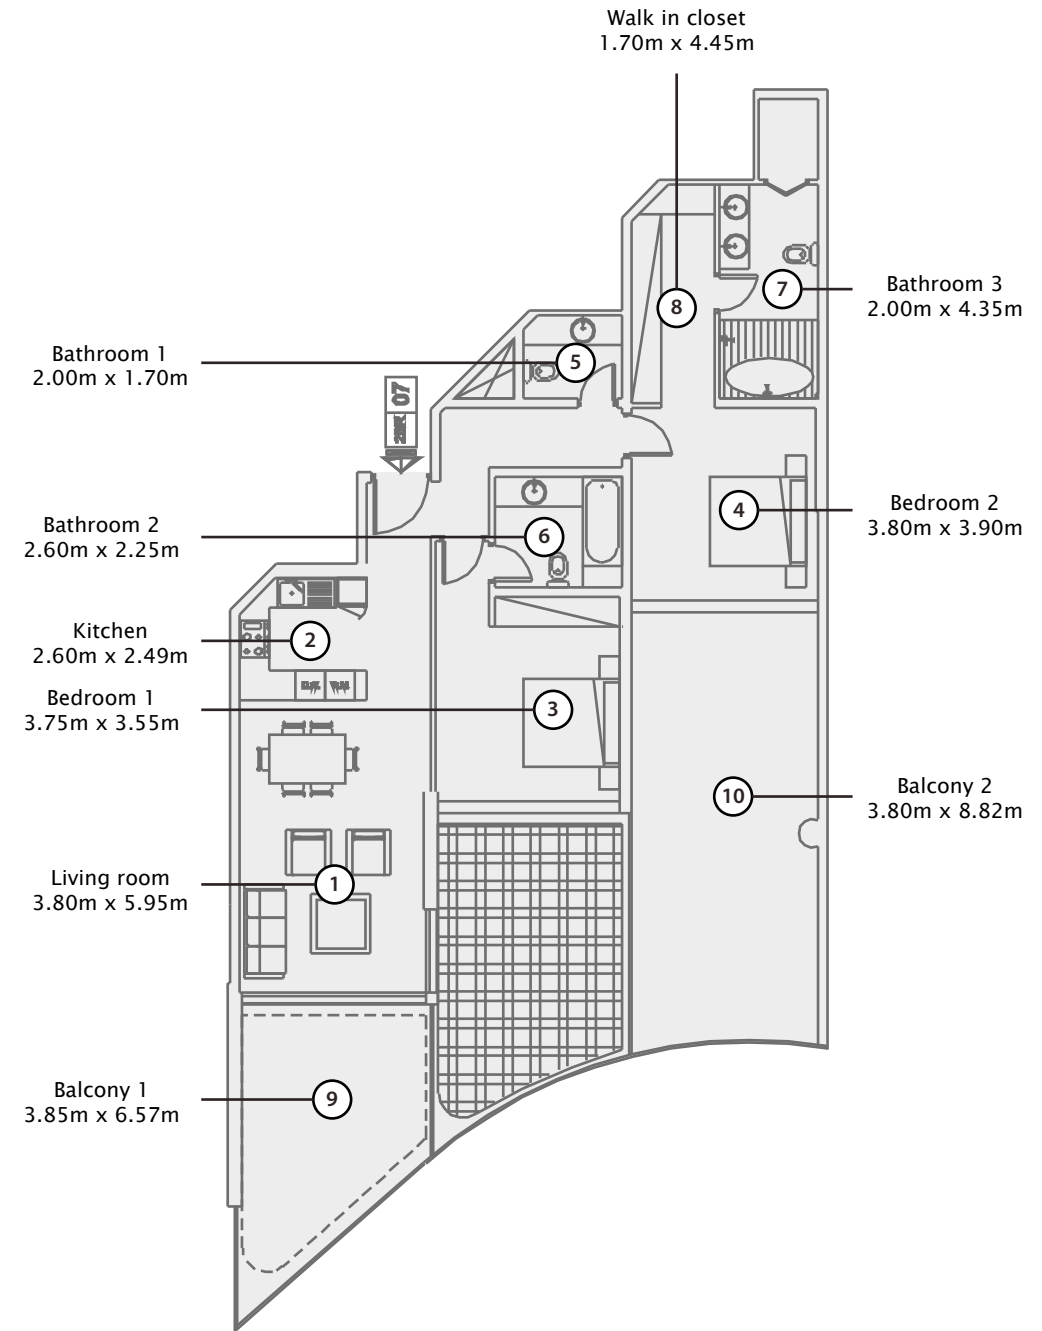 Walk in closet
1.70m x 4.45m
Bathroom 3
2.00m x 4.35m
Bathroom 1
2.00m x 1.70m
07
2BR
Bedroom 2
3.80m x 3.90m
Bathroom 2
2.60m x 2.25m
Kitchen
2.60m x 2.49m
Bedroom 1
3.75m x 3.55m
Balcony 2
3.80m x 8.82m
Living room
3.80m x 5.95m
Balcony 1
3.85m x 6.57m
8
7
5
4
6
2
3
10
1
9